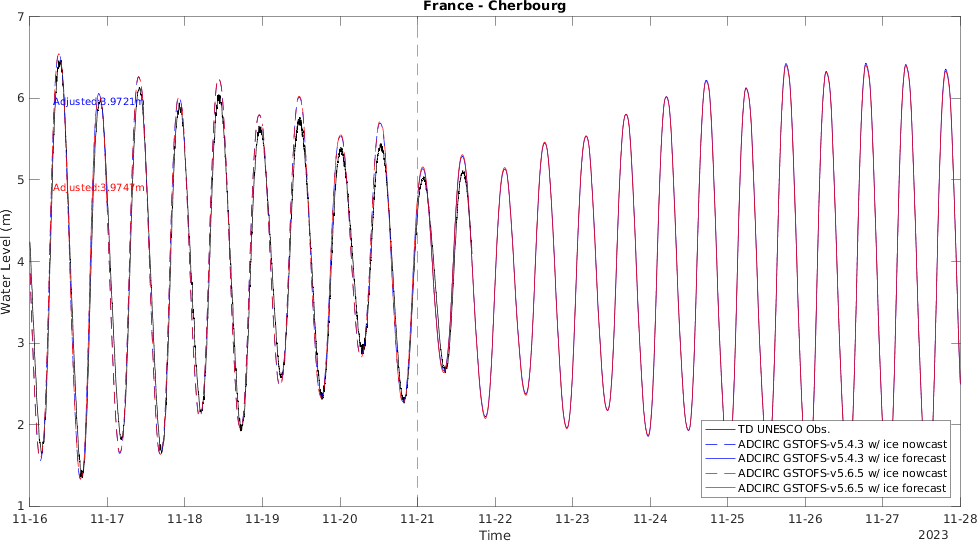 France - Cherbourg
7
6
5
4
3
2
1
Water Level (m)
Adjusted:3.9721m
Adjusted:3.9747m
TD UNESCO Obs.
ADCIRC GSTOFS-v5.4.3 w/ ice nowcast
ADCIRC GSTOFS-v5.4.3 w/ ice forecast
ADCIRC GSTOFS-v5.6.5 w/ ice nowcast
ADCIRC GSTOFS-v5.6.5 w/ ice forecast
11-16 11-17 11-18 11-19 11-20 11-21 11-22 11-23 11-24 11-25 11-26 11-27 11-28
Time
2023